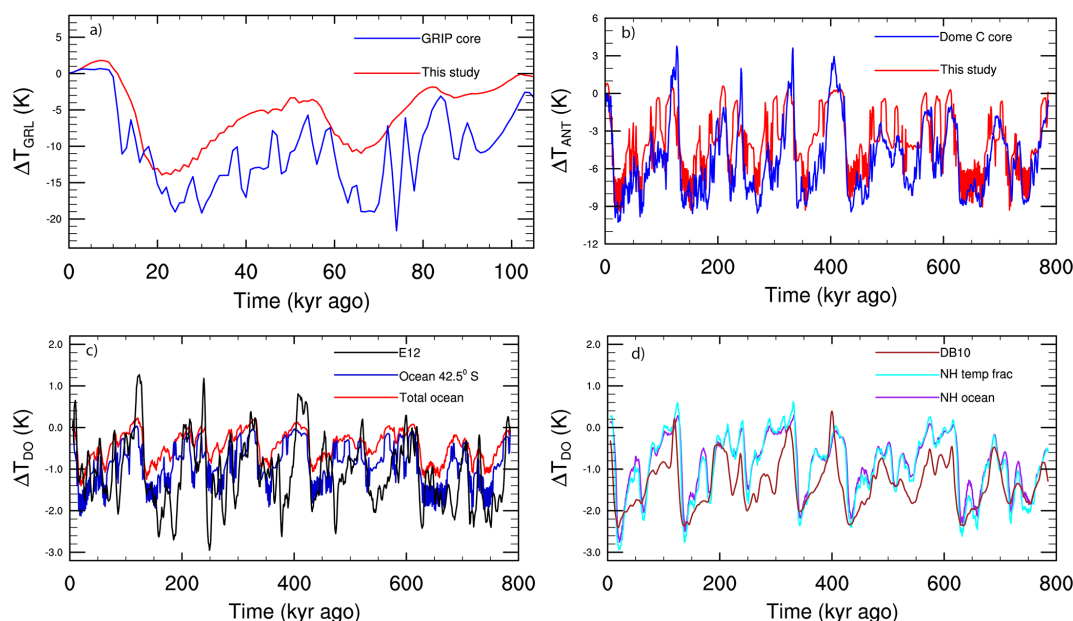 a)
GRIP core
This study
5
0
-5
-10
-15
-20
ΔT_GRL (K)
0 20 40 60 80 100
Time (kyr ago)
b)
Dome C core
This study
6
3
0
-3
-6
-9
-12
ΔT_ANT (K)
0 200 400 600 800
Time (kyr ago)
c)
E12
Ocean 42.5⁰ S
Total ocean
2.0
1.0
0.0
-1.0
-2.0
-3.0
ΔT_DO (K)
0 200 400 600 800
Time (kyr ago)
d)
DB10
NH temp frac
NH ocean
2.0
1.0
0.0
-1.0
-2.0
-3.0
ΔT_DO (K)
0 200 400 600 800
Time (kyr ago)